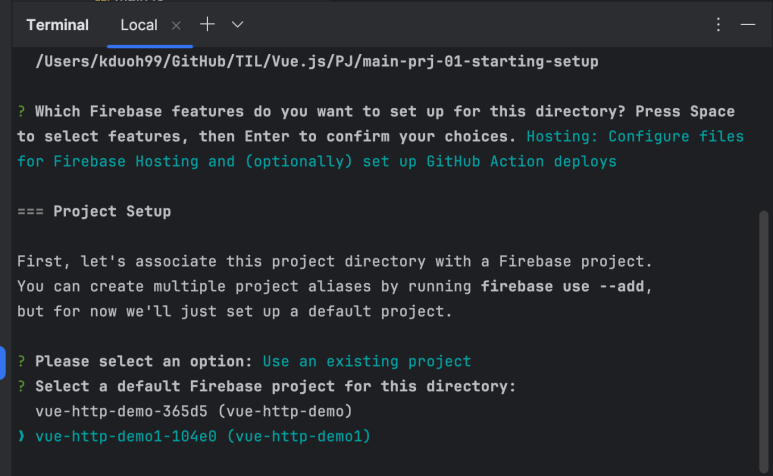 Terminal Local × + ⌄ ⋮ —
/Users/kduoh99/GitHub/TIL/Vue.js/PJ/main-prj-01-starting-setup
? Which Firebase features do you want to set up for this directory? Press Space
to select features, then Enter to confirm your choices. Hosting: Configure files
for Firebase Hosting and (optionally) set up GitHub Action deploys
=== Project Setup
First, let's associate this project directory with a Firebase project.
You can create multiple project aliases by running firebase use --add,
but for now we'll just set up a default project.
? Please select an option: Use an existing project
? Select a default Firebase project for this directory:
vue-http-demo-365d5 (vue-http-demo)
❯ vue-http-demo1-104e0 (vue-http-demo1)